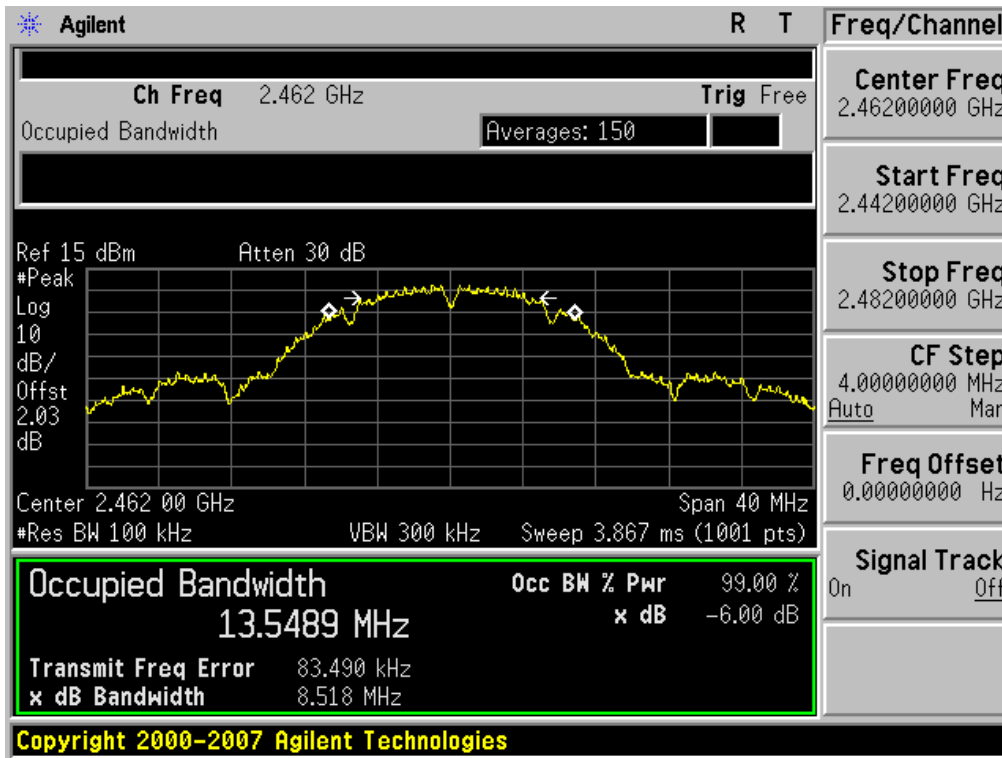 Agilent R T
Ch Freq 2.462 GHz Trig Free
Occupied Bandwidth Averages: 150
Ref 15 dBm Atten 30 dB
#Peak
Log
10
dB/
Offst
2.03
dB
Center 2.462 00 GHz Span 40 MHz
#Res BW 100 kHz VBW 300 kHz Sweep 3.867 ms (1001 pts)
Occupied Bandwidth Occ BW % Pwr 99.00 %
13.5489 MHz x dB -6.00 dB
Transmit Freq Error 83.490 kHz
x dB Bandwidth 8.518 MHz
Copyright 2000-2007 Agilent Technologies
Freq/Channel
Center Freq
2.46200000 GHz
Start Freq
2.44200000 GHz
Stop Freq
2.48200000 GHz
CF Step
4.00000000 MHz
Auto Man
Freq Offset
0.00000000 Hz
Signal Track
On Off